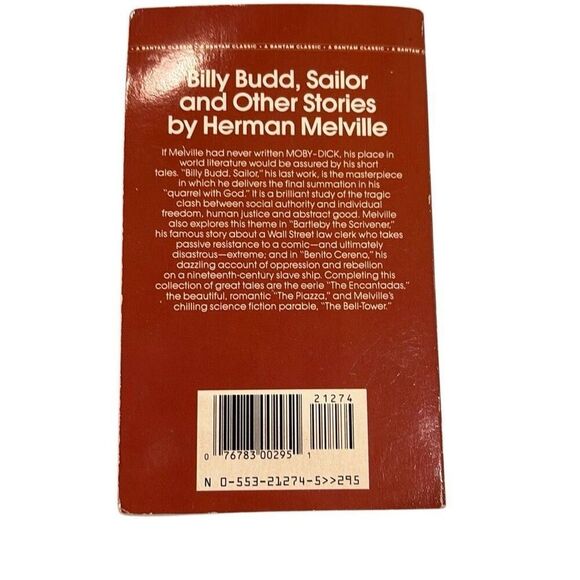 A BANTAM CLASSIC • A BANTAM CLASSIC • A BANTAM CLASSIC • A BANTAM CLASSIC • A BANTAM
Billy Budd, Sailor
and Other Stories
by Herman Melville
If Melville had never written MOBY-DICK, his place in
world literature would be assured by his short
tales. "Billy Budd, Sailor," his last work, is the masterpiece
in which he delivers the final summation in his
"quarrel with God." It is a brilliant study of the tragic
clash between social authority and individual
freedom, human justice and abstract good. Melville
also explores this theme in "Bartleby the Scrivener,"
his famous story about a Wall Street law clerk who takes
passive resistance to a comic—and ultimately
disastrous—extreme; and in "Benito Cereno," his
dazzling account of oppression and rebellion
on a nineteenth-century slave ship. Completing this
collection of great tales are the eerie "The Encantadas,"
the beautiful, romantic "The Piazza," and Melville's
chilling science fiction parable, "The Bell-Tower."
21274
0 76783 00295 1
N 0-553-21274-5>>295